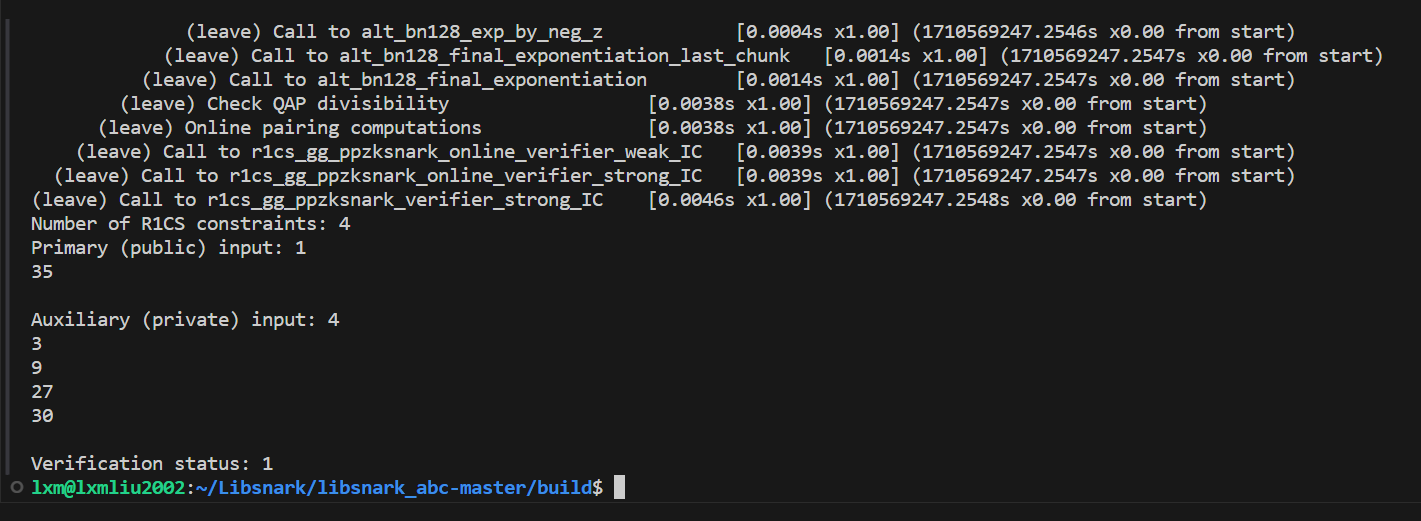 (leave) Call to alt_bn128_exp_by_neg_z [0.0004s x1.00] (1710569247.2546s x0.00 from start)
(leave) Call to alt_bn128_final_exponentiation_last_chunk [0.0014s x1.00] (1710569247.2547s x0.00 from start)
(leave) Call to alt_bn128_final_exponentiation [0.0014s x1.00] (1710569247.2547s x0.00 from start)
(leave) Check QAP divisibility [0.0038s x1.00] (1710569247.2547s x0.00 from start)
(leave) Online pairing computations [0.0038s x1.00] (1710569247.2547s x0.00 from start)
(leave) Call to r1cs_gg_ppzksnark_online_verifier_weak_IC [0.0039s x1.00] (1710569247.2547s x0.00 from start)
(leave) Call to r1cs_gg_ppzksnark_online_verifier_strong_IC [0.0039s x1.00] (1710569247.2547s x0.00 from start)
(leave) Call to r1cs_gg_ppzksnark_verifier_strong_IC [0.0046s x1.00] (1710569247.2548s x0.00 from start)
Number of R1CS constraints: 4
Primary (public) input: 1
35
Auxiliary (private) input: 4
3
9
27
30
Verification status: 1
lxm@lxmliu2002:~/Libsnark/libsnark_abc-master/build$